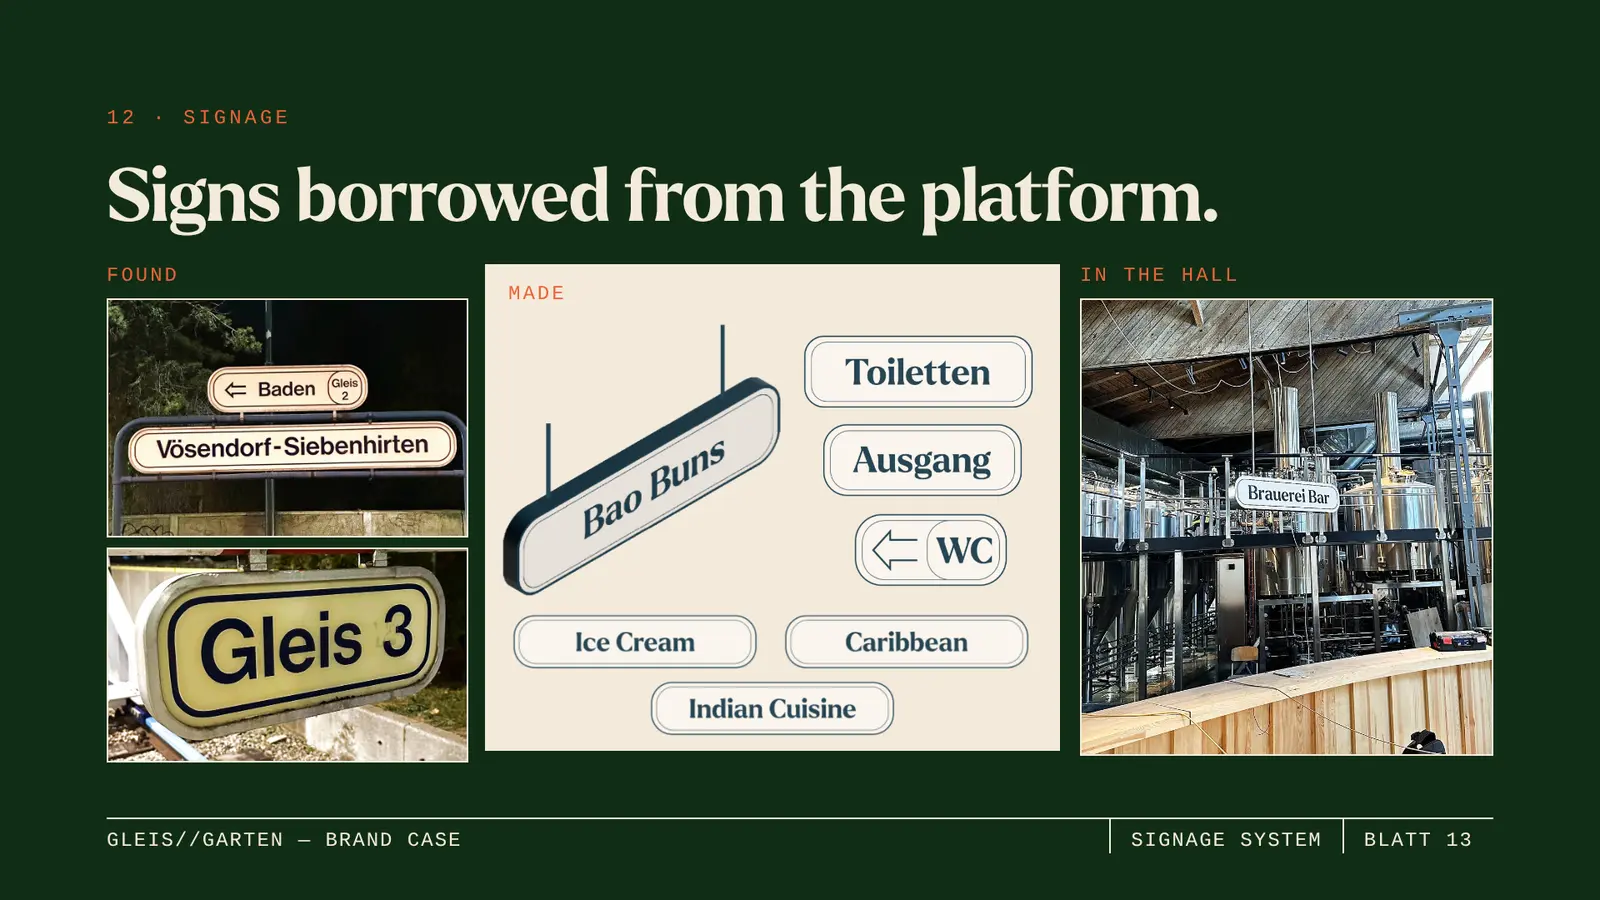 12 · SIGNAGE
Signs borrowed from the platform.
FOUND
← Baden Gleis 2
Vösendorf-Siebenhirten
Gleis 3
MADE
Bao Buns
Toiletten
Ausgang
← WC
Ice Cream
Caribbean
Indian Cuisine
IN THE HALL
Brauerei Bar
GLEIS//GARTEN — BRAND CASE
SIGNAGE SYSTEM
BLATT 13